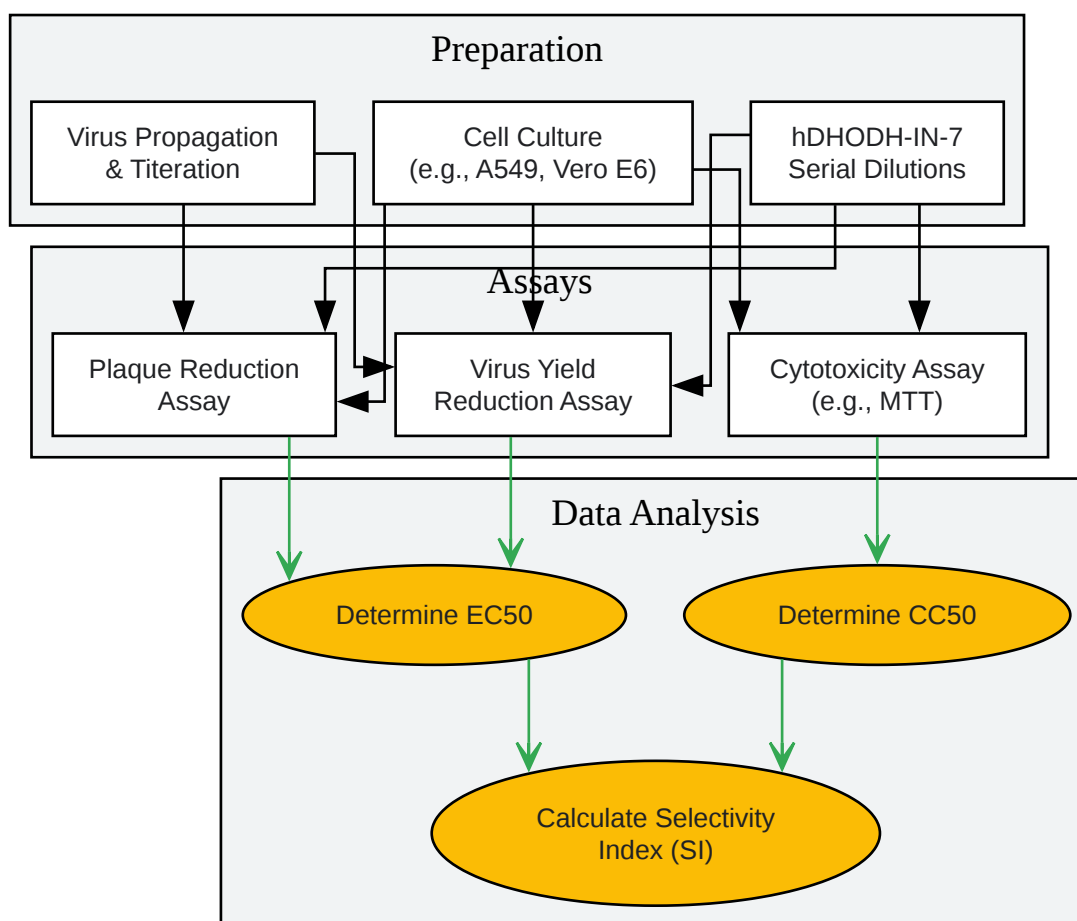 Preparation
Virus Propagation
& Titeration
Cell Culture
(e.g., A549, Vero E6)
hDHODH-IN-7
Serial Dilutions
Assays
Plaque Reduction
Assay
Virus Yield
Reduction Assay
Cytotoxicity Assay
(e.g., MTT)
Data Analysis
Determine EC50
Determine CC50
Calculate Selectivity
Index (SI)